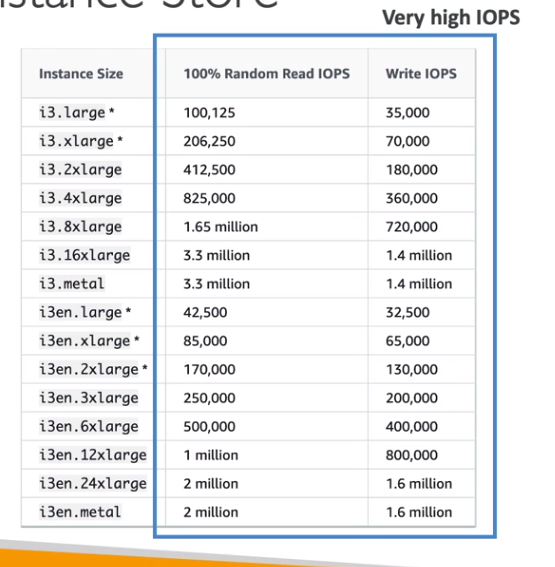 Instance Store
Very high IOPS
Instance Size 100% Random Read IOPS Write IOPS
i3.large * 100,125 35,000
i3.xlarge * 206,250 70,000
i3.2xlarge 412,500 180,000
i3.4xlarge 825,000 360,000
i3.8xlarge 1.65 million 720,000
i3.16xlarge 3.3 million 1.4 million
i3.metal 3.3 million 1.4 million
i3en.large * 42,500 32,500
i3en.xlarge * 85,000 65,000
i3en.2xlarge * 170,000 130,000
i3en.3xlarge 250,000 200,000
i3en.6xlarge 500,000 400,000
i3en.12xlarge 1 million 800,000
i3en.24xlarge 2 million 1.6 million
i3en.metal 2 million 1.6 million